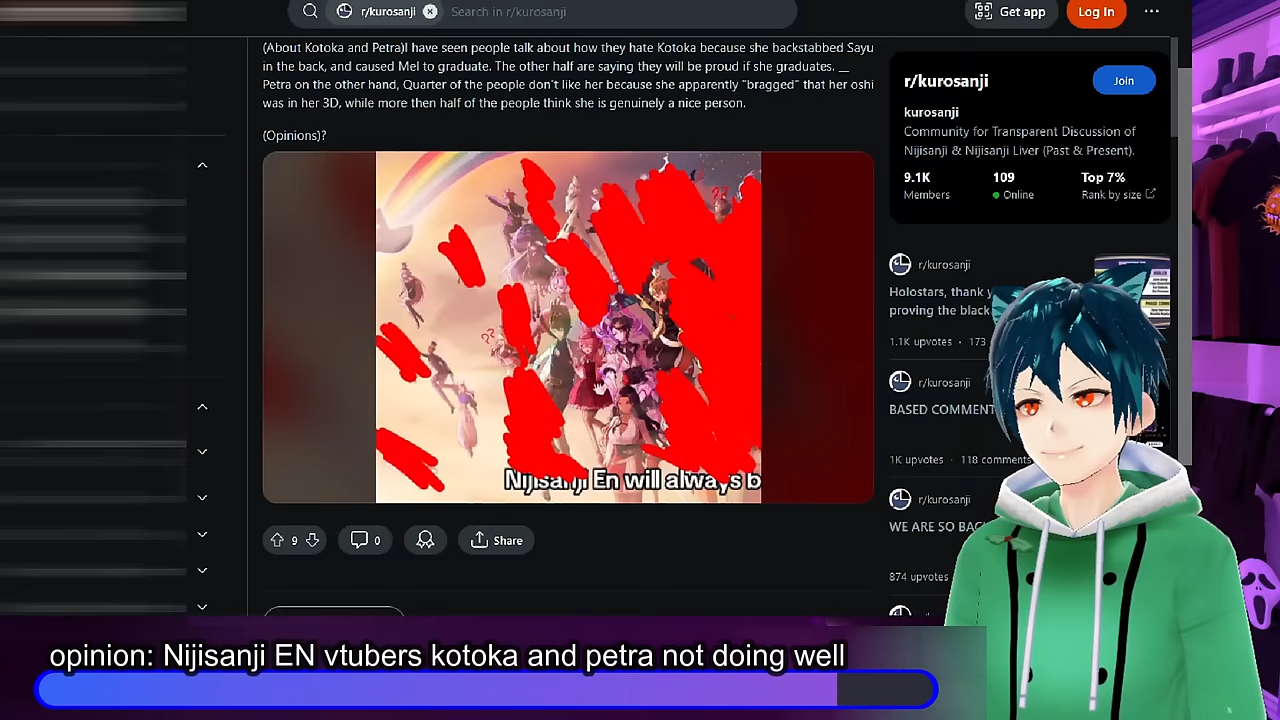 r/kurosanji
Search in r/kurosanji
Get app
Log In
(About Kotoka and Petra)I have seen people talk about how they hate Kotoka because she backstabbed Sayu
in the back, and caused Mel to graduate. The other half are saying they will be proud if she graduates. __
Petra on the other hand, Quarter of the people don't like her because she apparently "bragged" that her oshi
was in her 3D, while more then half of the people think she is genuinely a nice person.
(Opinions)?
??
??
Nijisanji En will always b
9
0
Share
r/kurosanji
Join
kurosanji
Community for Transparent Discussion of
Nijisanji & Nijisanji Liver (Past & Present).
9.1K
109
Top 7%
Members
Online
Rank by size
r/kurosanji
Holostars, thank y
proving the black
1.1K upvotes · 173
r/kurosanji
BASED COMMENT
1K upvotes · 118 comments
r/kurosanji
WE ARE SO BAC
874 upvotes
opinion: Nijisanji EN vtubers kotoka and petra not doing well